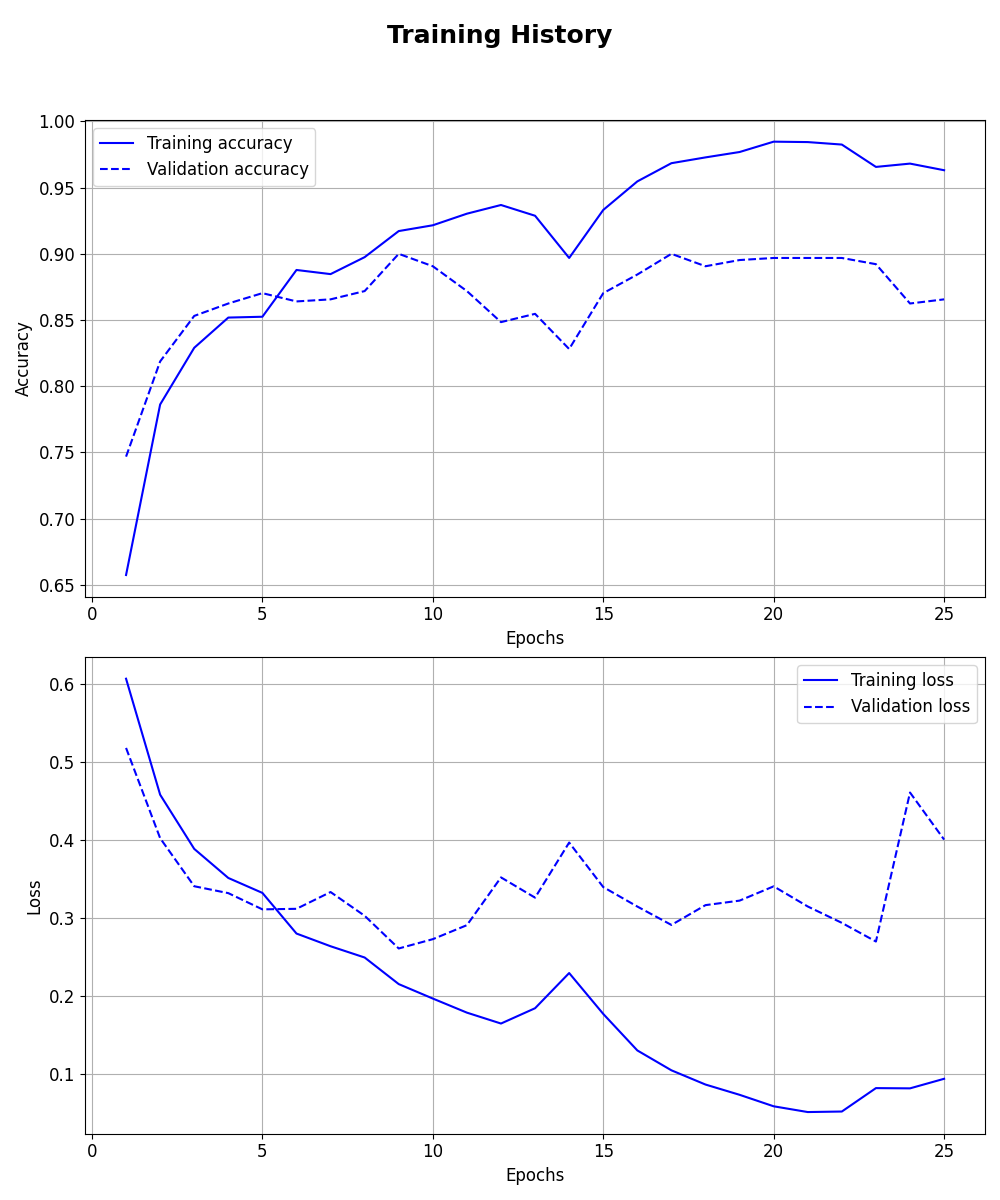 Training History
1.00
0.95
0.90
0.85
0.80
0.75
0.70
0.65
Accuracy
Training accuracy
Validation accuracy
0 5 10 15 20 25
Epochs
0.6
0.5
0.4
0.3
0.2
0.1
Loss
Training loss
Validation loss
0 5 10 15 20 25
Epochs